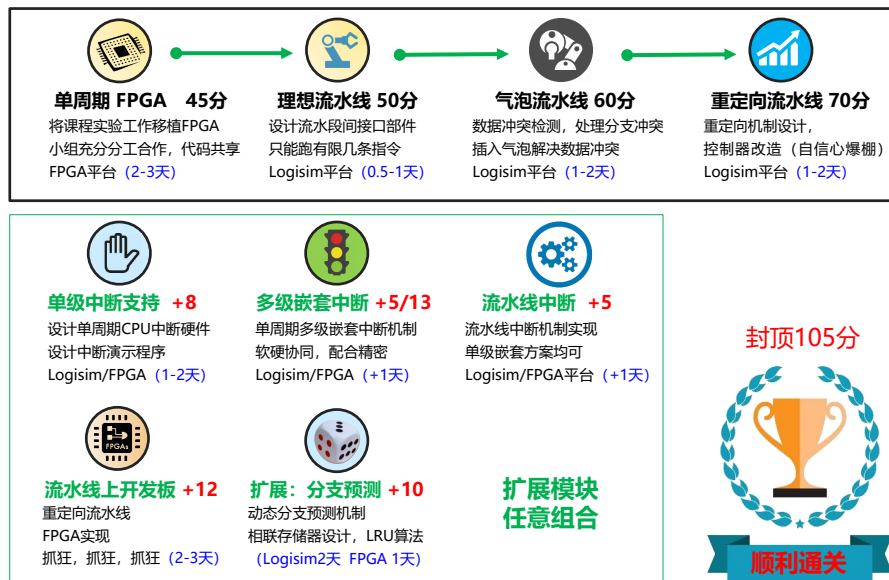 单周期 FPGA 45分
将课程实验工作移植FPGA
小组充分分工合作，代码共享
FPGA平台（2-3天）
理想流水线 50分
设计流水段间接口部件
只能跑有限几条指令
Logisim平台（0.5-1天）
气泡流水线 60分
数据冲突检测，处理分支冲突
插入气泡解决数据冲突
Logisim平台（1-2天）
重定向流水线 70分
重定向机制设计，
控制器改造（自信心爆棚）
Logisim平台（1-2天）
单级中断支持 +8
设计单周期CPU中断硬件
设计中断演示程序
Logisim/FPGA（1-2天）
多级嵌套中断 +5/13
单周期多级嵌套中断机制
软硬协同，配合精密
Logisim/FPGA（+1天）
流水线中断 +5
流水线中断机制实现
单级嵌套方案均可
Logisim/FPGA平台（+1天）
FPGAs
流水线上开发板 +12
重定向流水线
FPGA实现
抓狂，抓狂，抓狂（2-3天）
扩展：分支预测 +10
动态分支预测机制
相联存储器设计，LRU算法
（Logisim2天 FPGA 1天）
扩展模块
任意组合
封顶105分
顺利通关